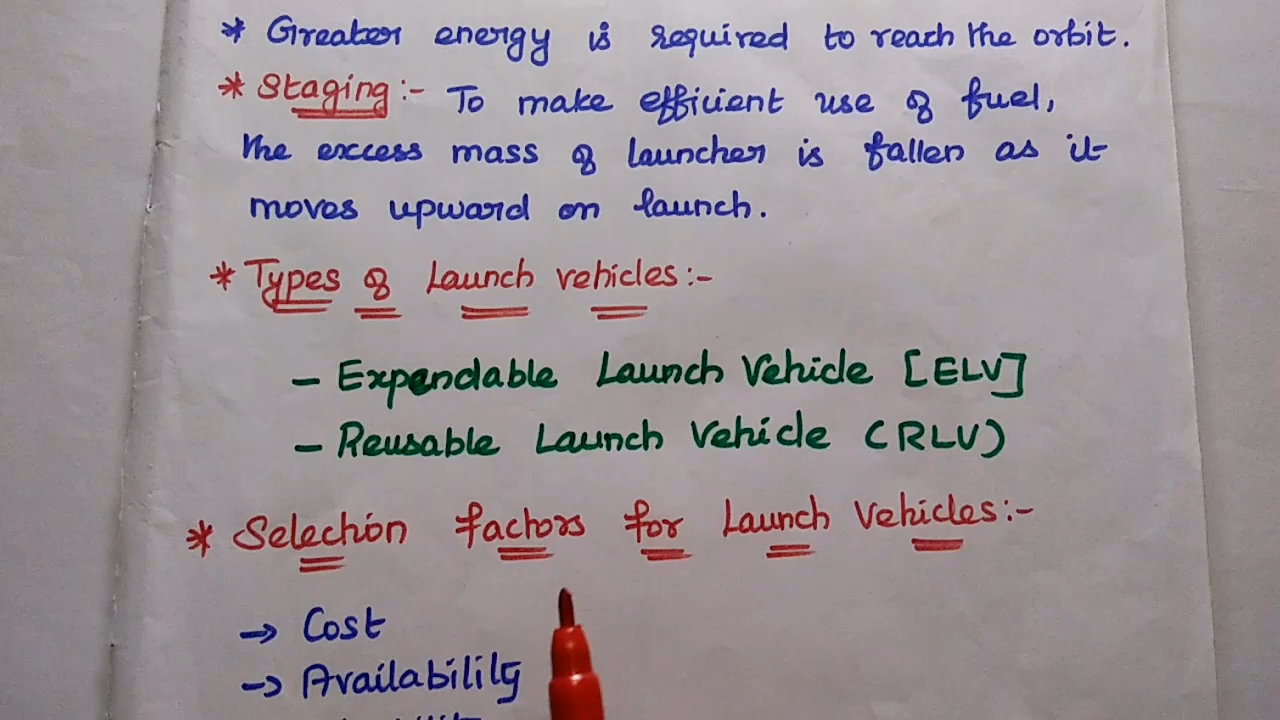 * Greater energy is required to reach the orbit.
* Staging :- To make efficient use of fuel,
the excess mass of launcher is fallen as it
moves upward on launch.
* Types of Launch vehicles :-
- Expendable Launch Vehicle [ELV]
- Reusable Launch Vehicle (RLV)
* Selection factors for Launch Vehicles :-
→ Cost
→ Availability